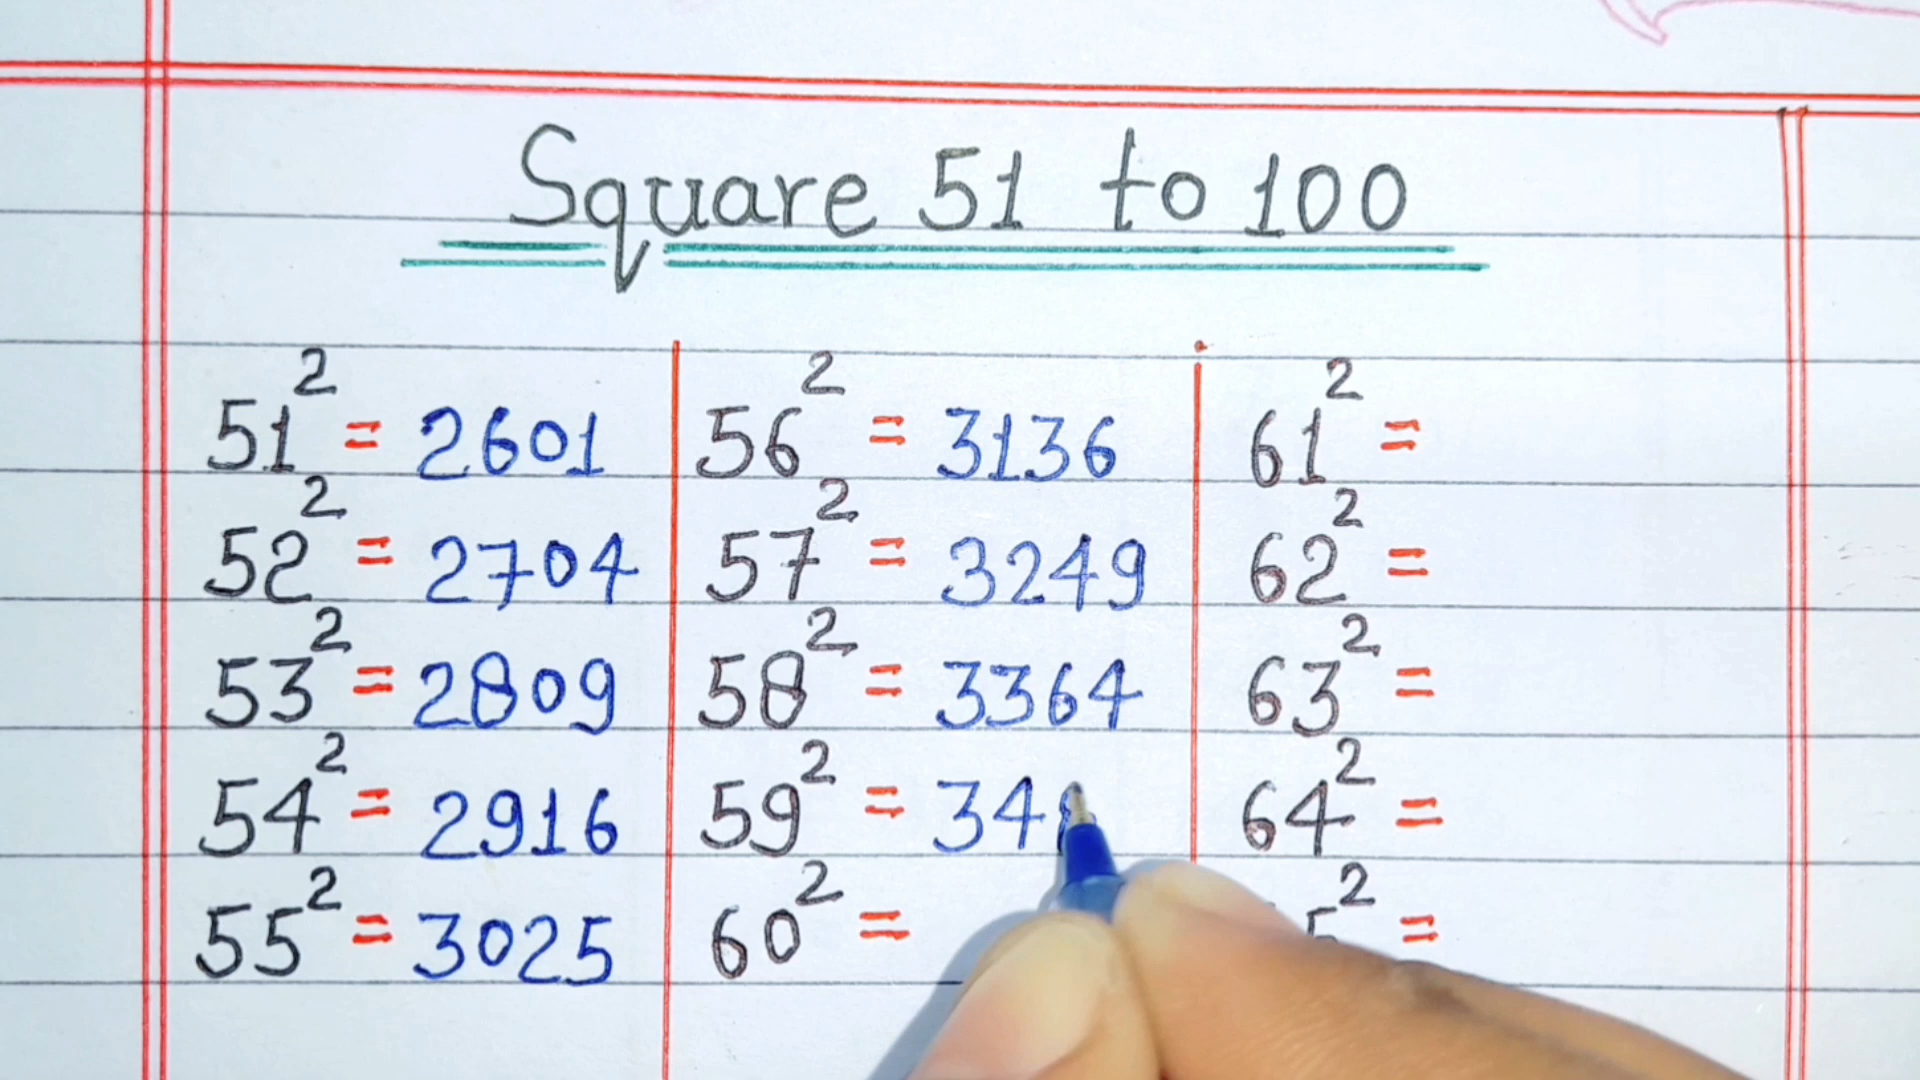 Square 51 to 100
51² = 2601
52² = 2704
53² = 2809
54² = 2916
55² = 3025
56² = 3136
57² = 3249
58² = 3364
59² = 34
60² =
61² =
62² =
63² =
64² =
5² =